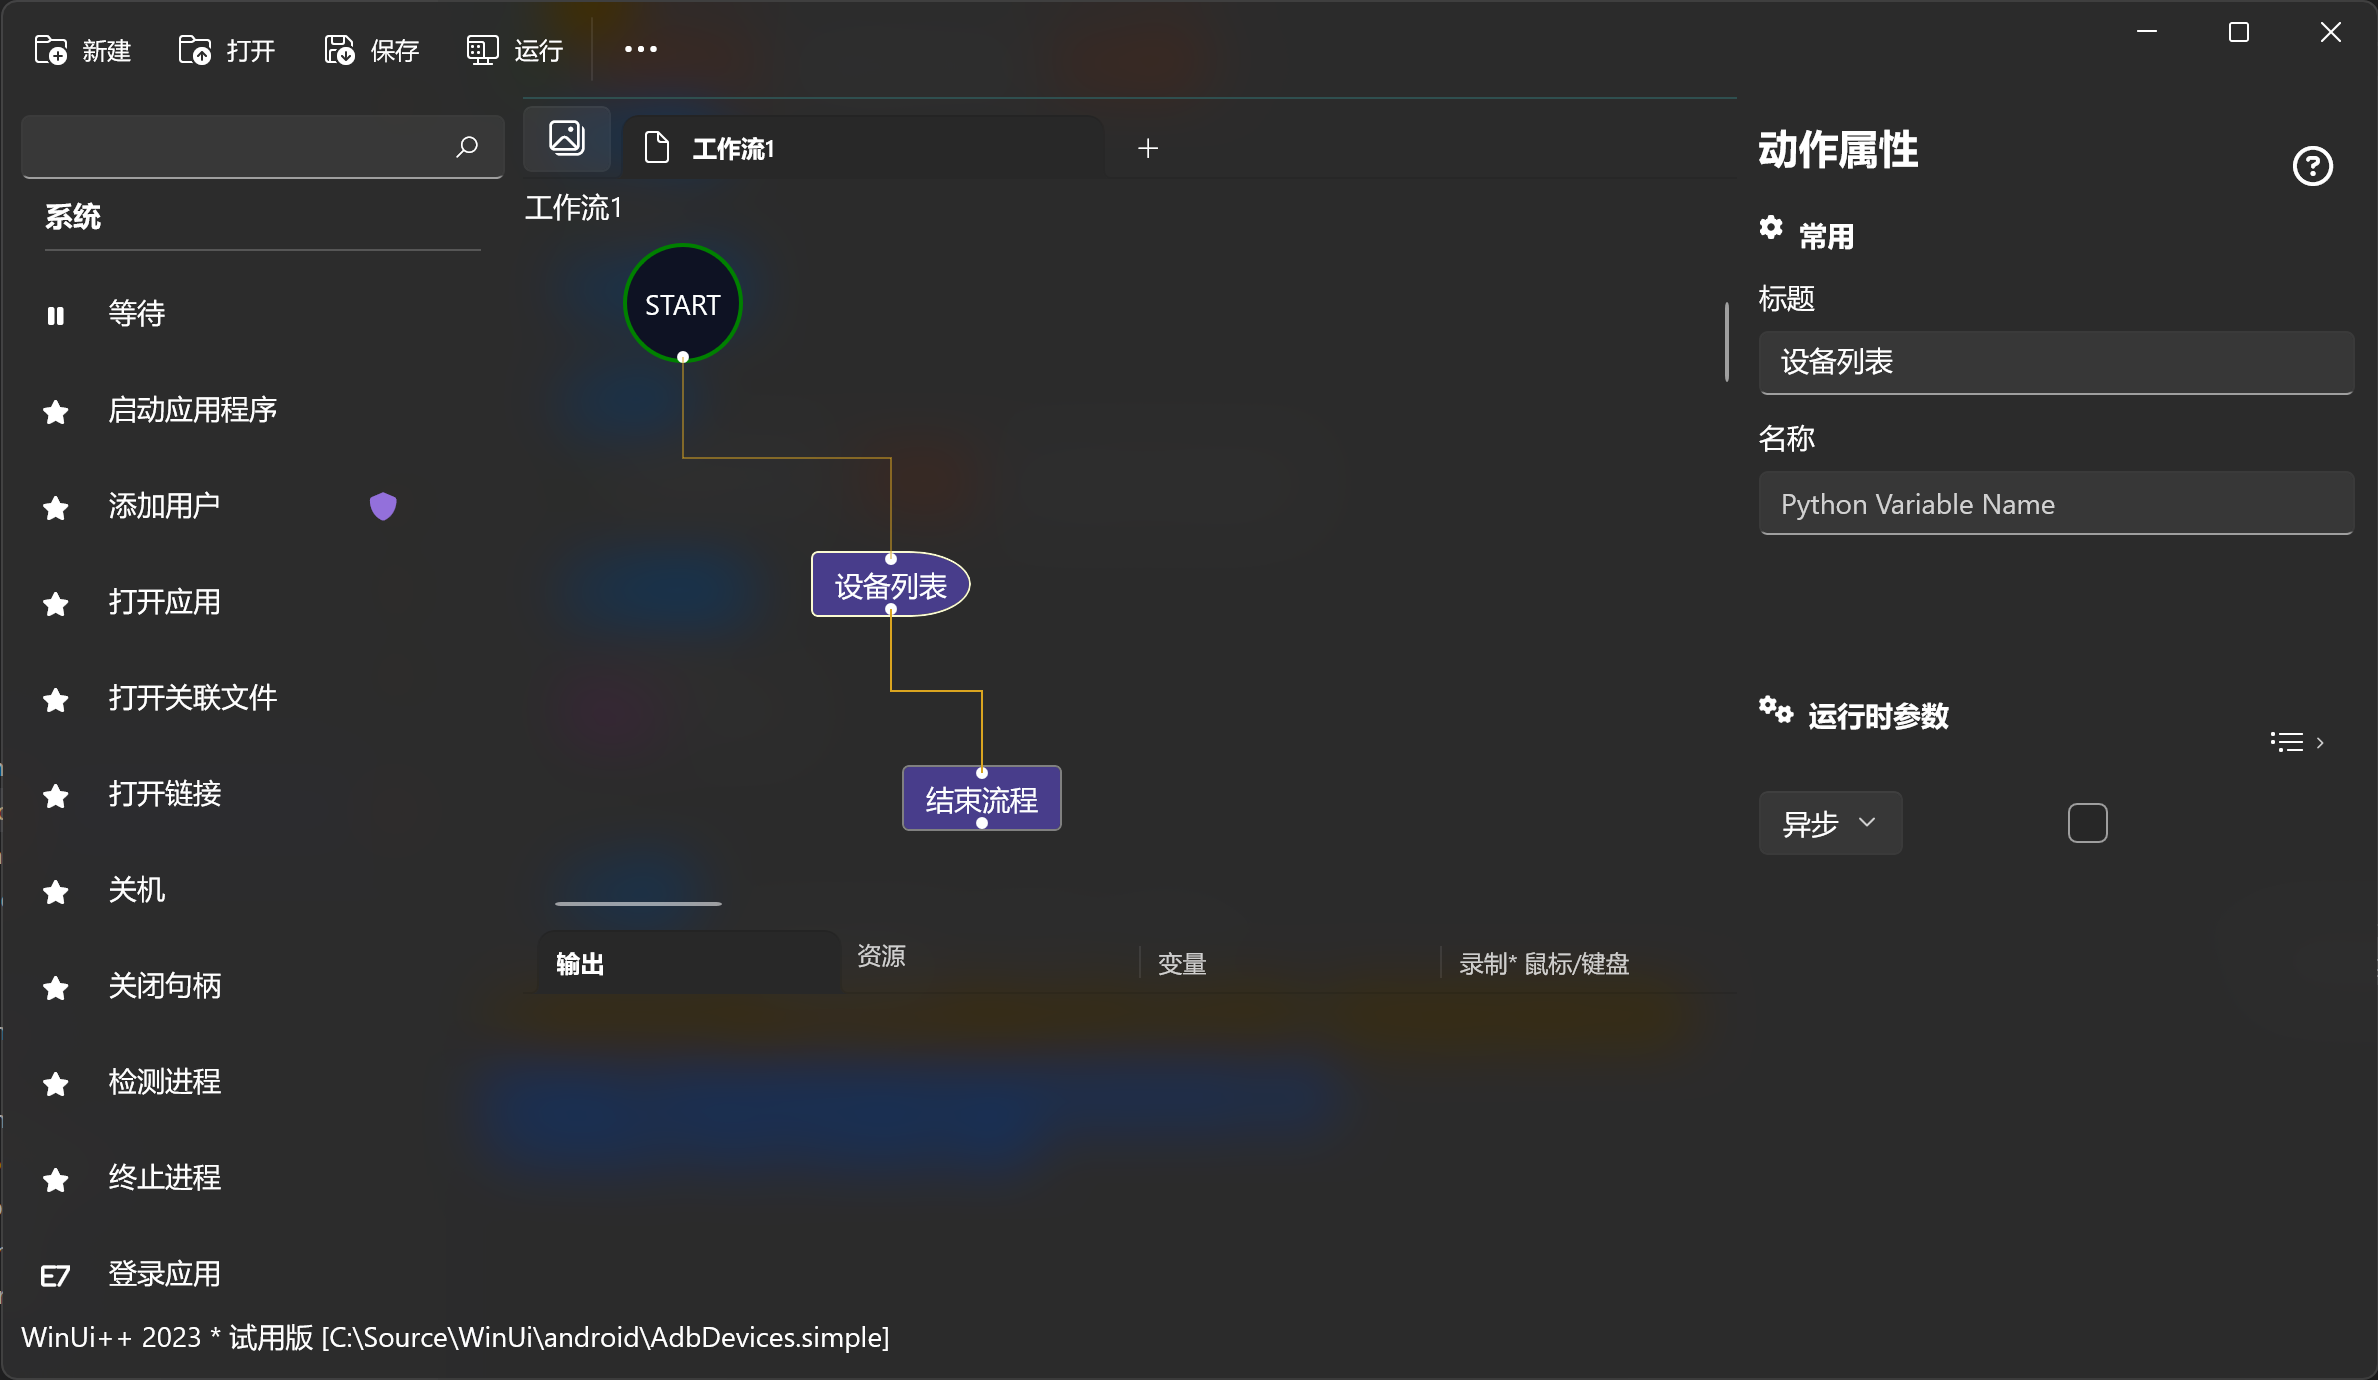 新建 打开 保存 运行
工作流1
工作流1
START
设备列表
结束流程
系统
等待
启动应用程序
添加用户
打开应用
打开关联文件
打开链接
关机
关闭句柄
检测进程
终止进程
E7 登录应用
输出 资源 变量 录制* 鼠标/键盘
动作属性
常用
标题
设备列表
名称
Python Variable Name
运行时参数
异步
WinUi++ 2023 * 试用版 [C:\Source\WinUi\android\AdbDevices.simple]